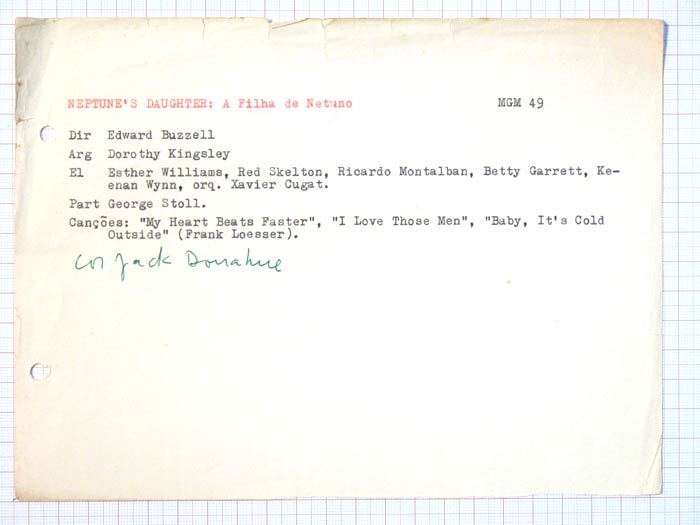 NEPTUNE'S DAUGHTER: A Filha de Netuno MGM 49
Dir Edward Buzzell
Arg Dorothy Kingsley
El Esther Williams, Red Skelton, Ricardo Montalban, Betty Garrett, Ke-
enan Wynn, orq. Xavier Cugat.
Part George Stoll.
Canções: "My Heart Beats Faster", "I Love Those Men", "Baby, It's Cold
Outside" (Frank Loesser).
Cor Jack Donahue